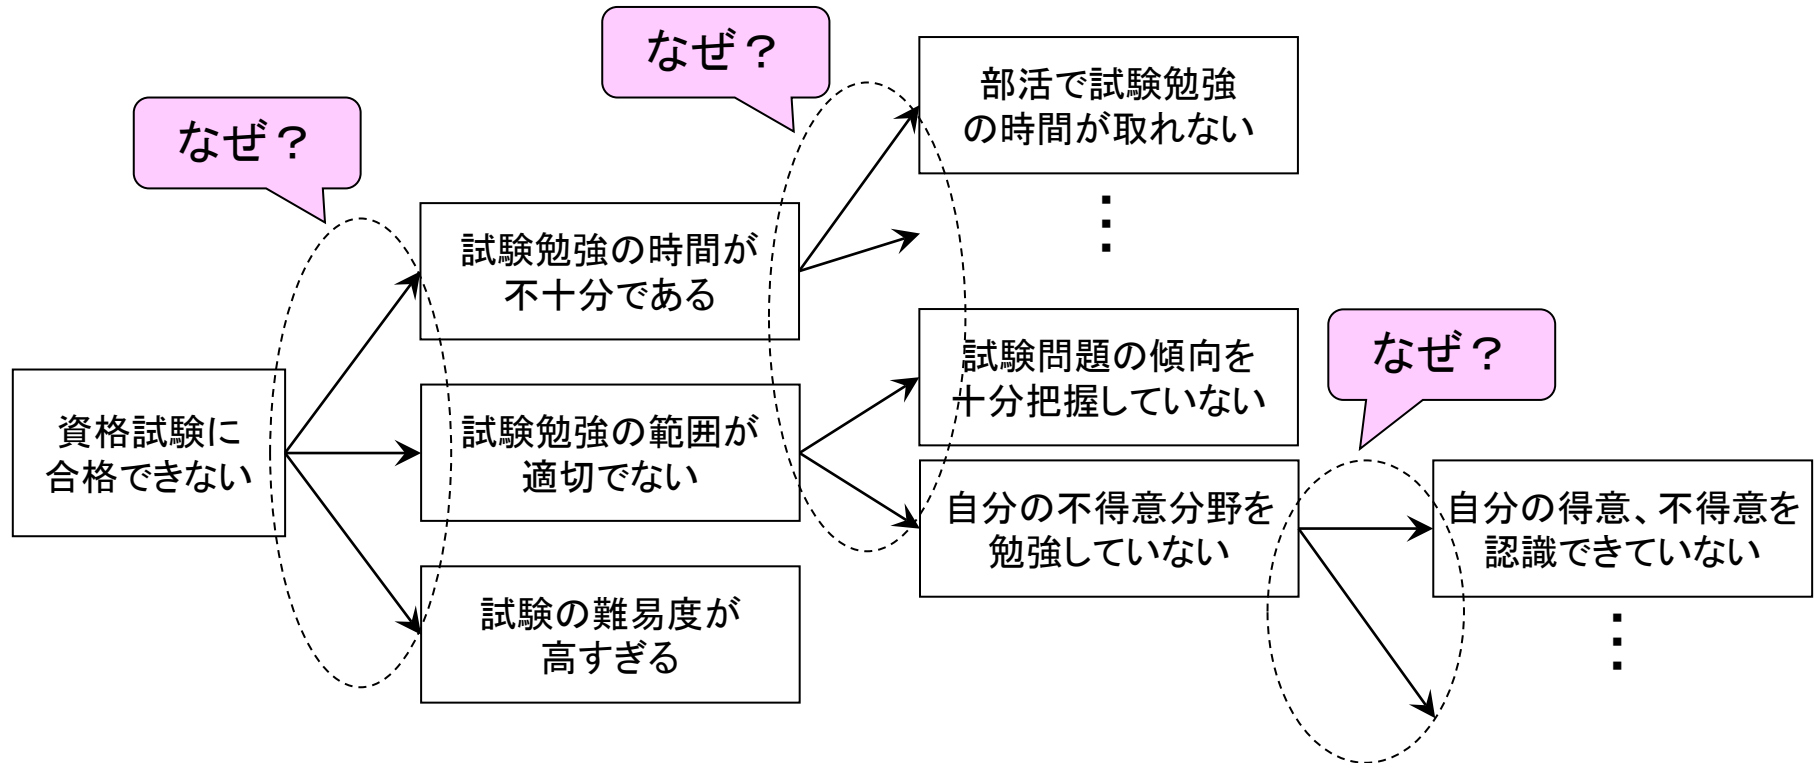 なぜ？
なぜ？
部活で試験勉強
の時間が取れない
試験勉強の時間が
不十分である
試験問題の傾向を
十分把握していない
なぜ？
資格試験に
合格できない
試験勉強の範囲が
適切でない
自分の不得意分野を
勉強していない
自分の得意、不得意を
認識できていない
試験の難易度が
高すぎる